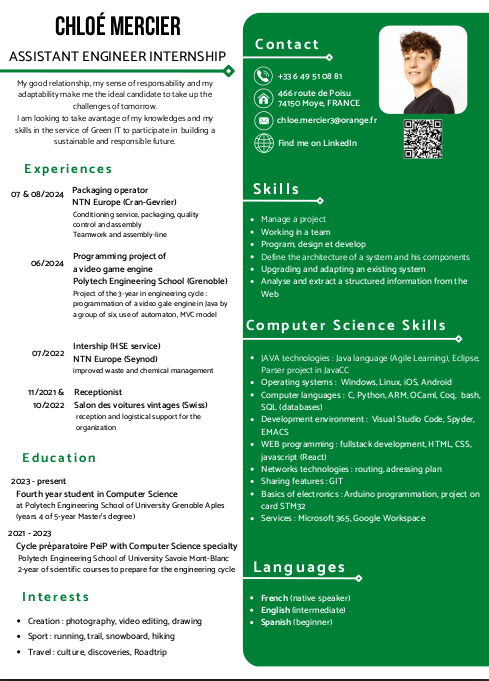 CHLOÉ MERCIER
ASSISTANT ENGINEER INTERNSHIP
My good relationship, my sense of responsability and my
adaptability make me the ideal candidate to take up the
challenges of tomorrow.
I am looking to take avantage of my knowledges and my
skills in the service of Green IT to participate in building a
sustainable and responsible future.
Experiences
07 & 08/2024 Packaging operator
NTN Europe (Cran-Gevrier)
Conditioning service, packaging, quality
control and assembly
Teamwork and assembly-line
06/2024 Programming project of
a video game engine
Polytech Engineering School (Grenoble)
Project of the 3-year in engineering cycle :
programmation of a video gale engine in Java by
a group of six, use of automaton, MVC model
07/2022 Intership (HSE service)
NTN Europe (Seynod)
improved waste and chemical management
11/2021 & Receptionist
10/2022 Salon des voitures vintages (Swiss)
reception and logistical support for the
organization
Education
2023 - present
Fourth year student in Computer Science
at Polytech Engineering School of University Grenoble Aples
(years 4 of 5-year Master's degree)
2021 - 2023
Cycle préparatoire PeiP with Computer Science specialty
Polytech Engineering School of University Savoie Mont-Blanc
2-year of scientific courses to prepare for the engineering cycle
Interests
• Creation : photography, video editing, drawing
• Sport : running, trail, snowboard, hiking
• Travel : culture, discoveries, Roadtrip
Contact
+33 6 49 51 08 81
466 route de Poisu
74150 Moye, FRANCE
chloe.mercier3@orange.fr
Find me on LinkedIn
Skills
• Manage a project
• Working in a team
• Program, design et develop
• Define the architecture of a system and his components
• Upgrading and adapting an existing system
• Analyse and extract a structured information from the
Web
Computer Science Skills
• JAVA technologies : Java language (Agile Learning), Eclipse,
Parser project in JavaCC
• Operating systems : Windows, Linux, iOS, Android
• Computer languages : C, Python, ARM, OCaml, Coq, bash,
SQL (databases)
• Development environment : Visual Studio Code, Spyder,
EMACS
• WEB programming : fullstack development, HTML, CSS,
javascript (React)
• Networks technologies : routing, adressing plan
• Sharing features : GIT
• Basics of electronics : Arduino programmation, project on
card STM32
• Services : Microsoft 365, Google Workspace
Languages
• French (native speaker)
• English (intermediate)
• Spanish (beginner)